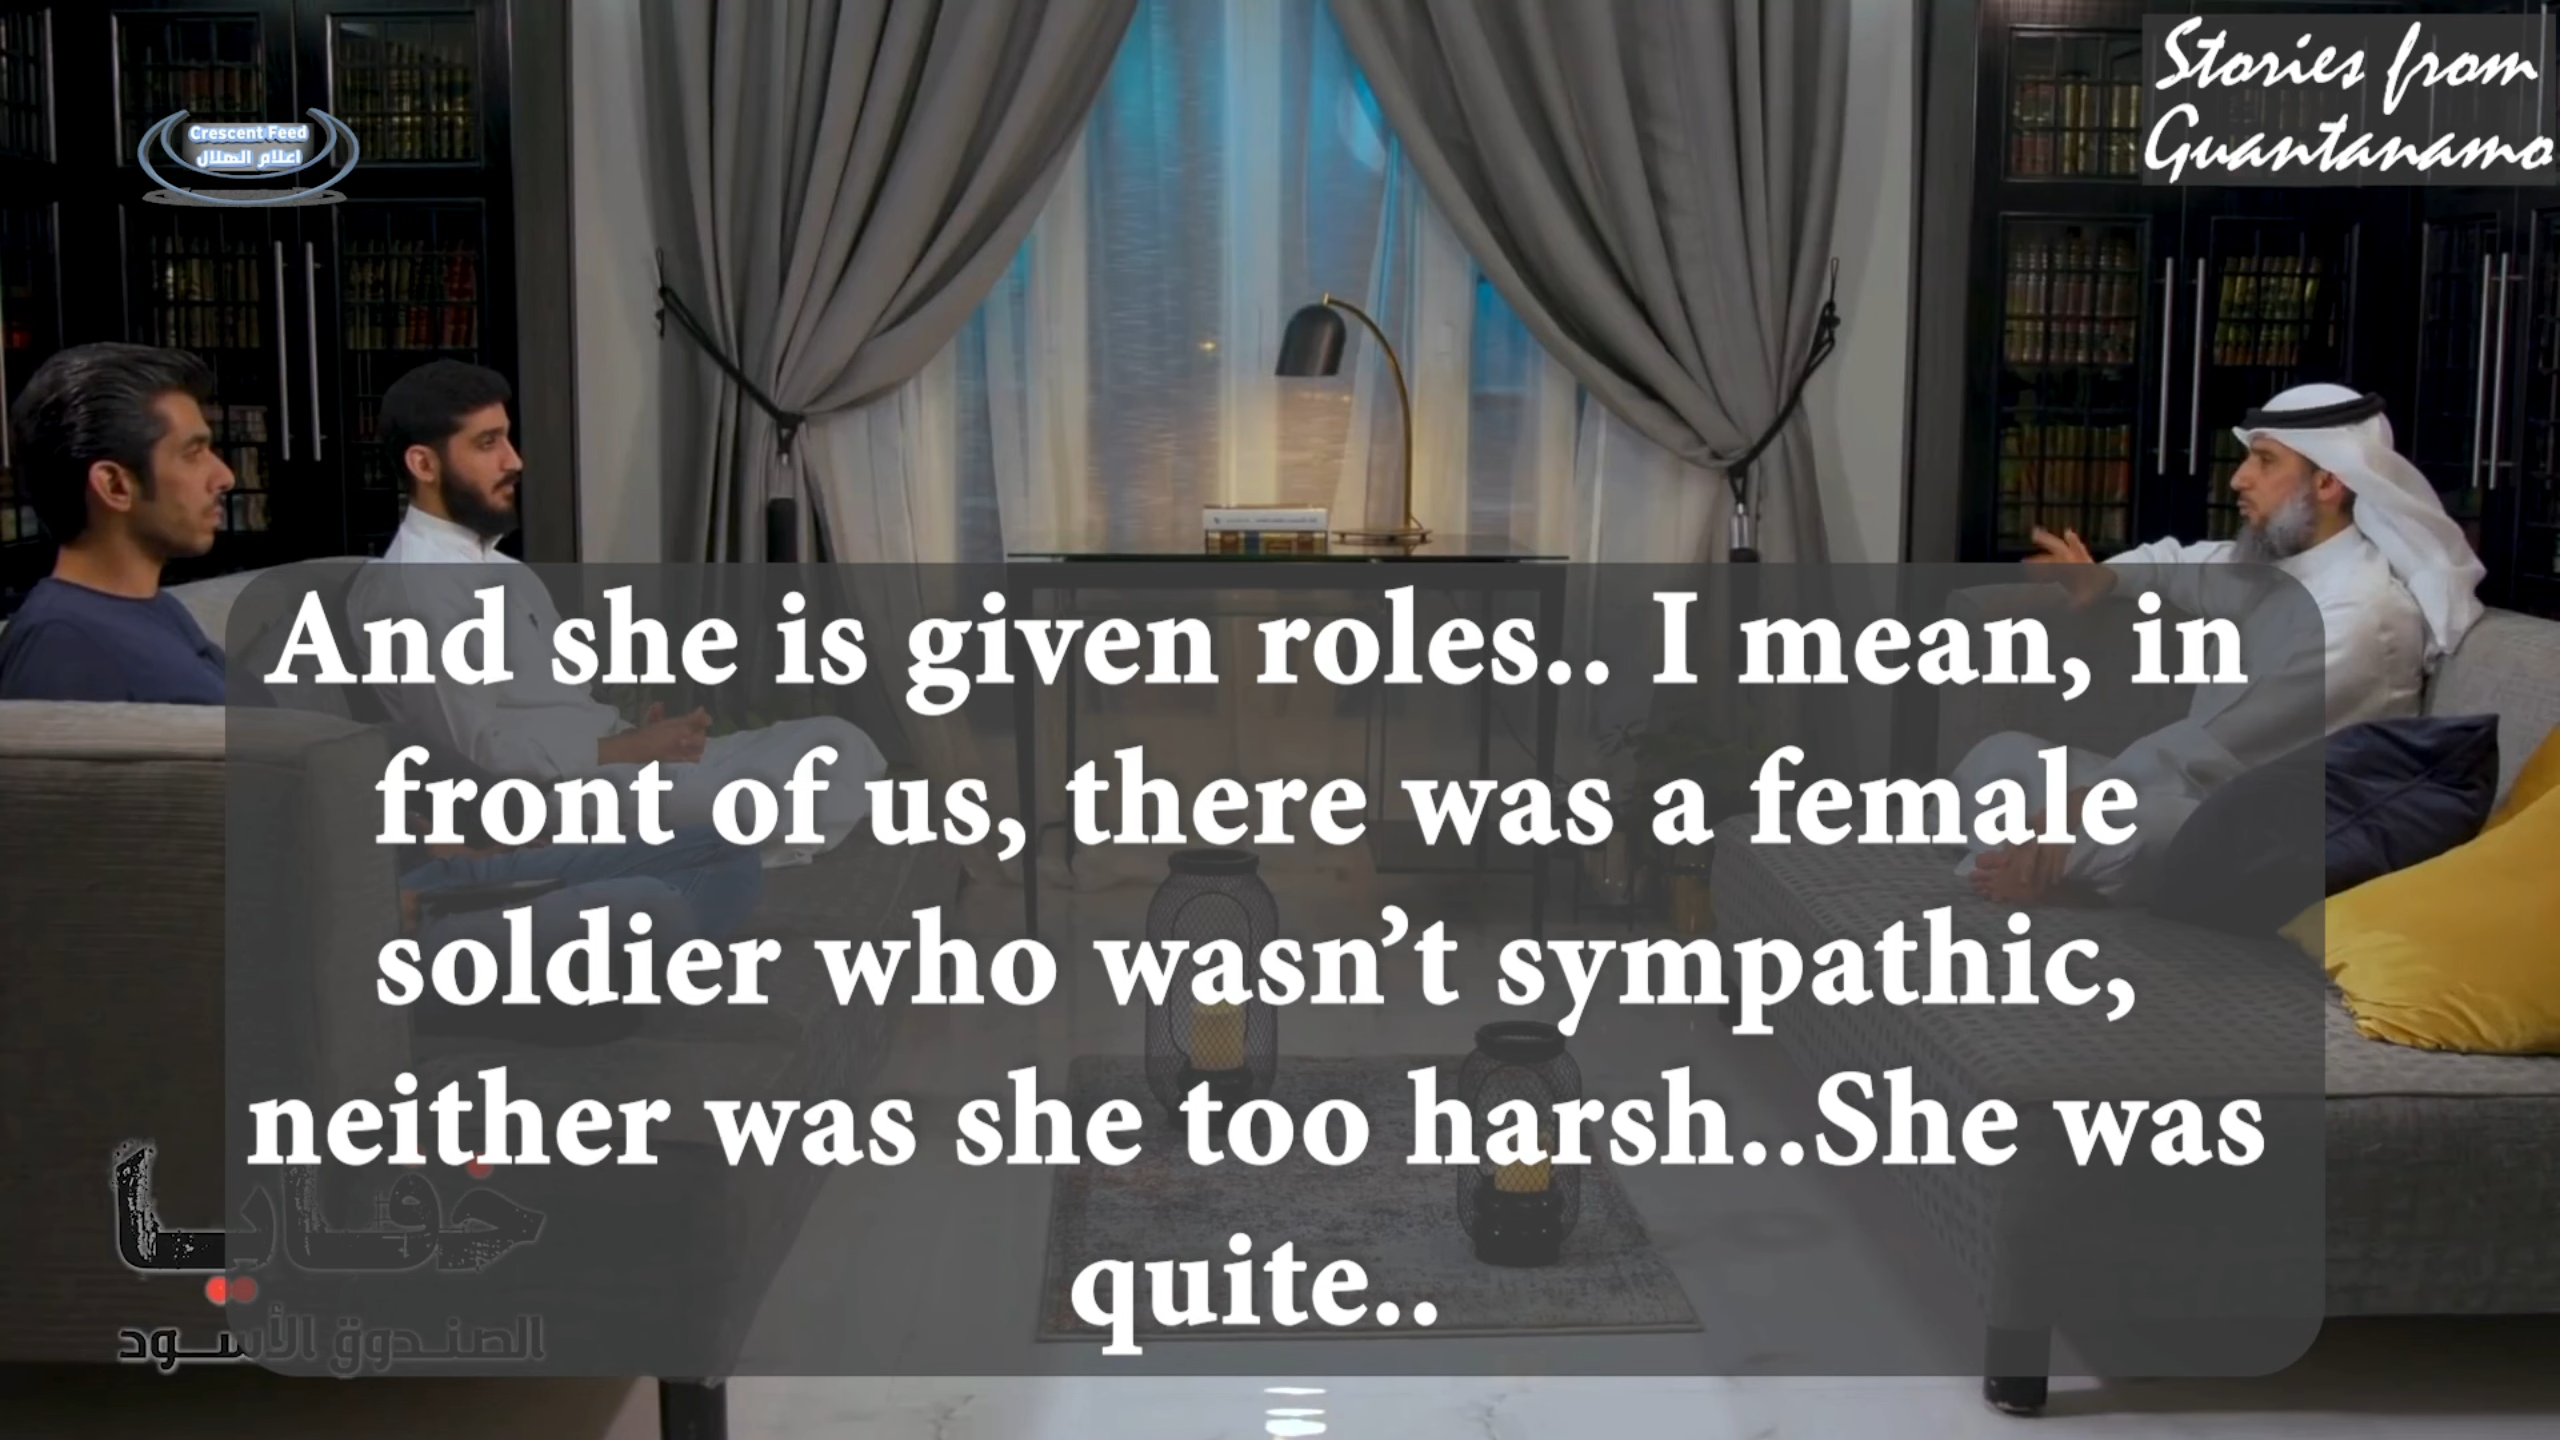 Crescent Feed
اعلام الهلال
Stories from
Guantanamo
And she is given roles.. I mean, in
front of us, there was a female
soldier who wasn't sympathic,
neither was she too harsh..She was
quite..
خفايا
الصندوق الأسود